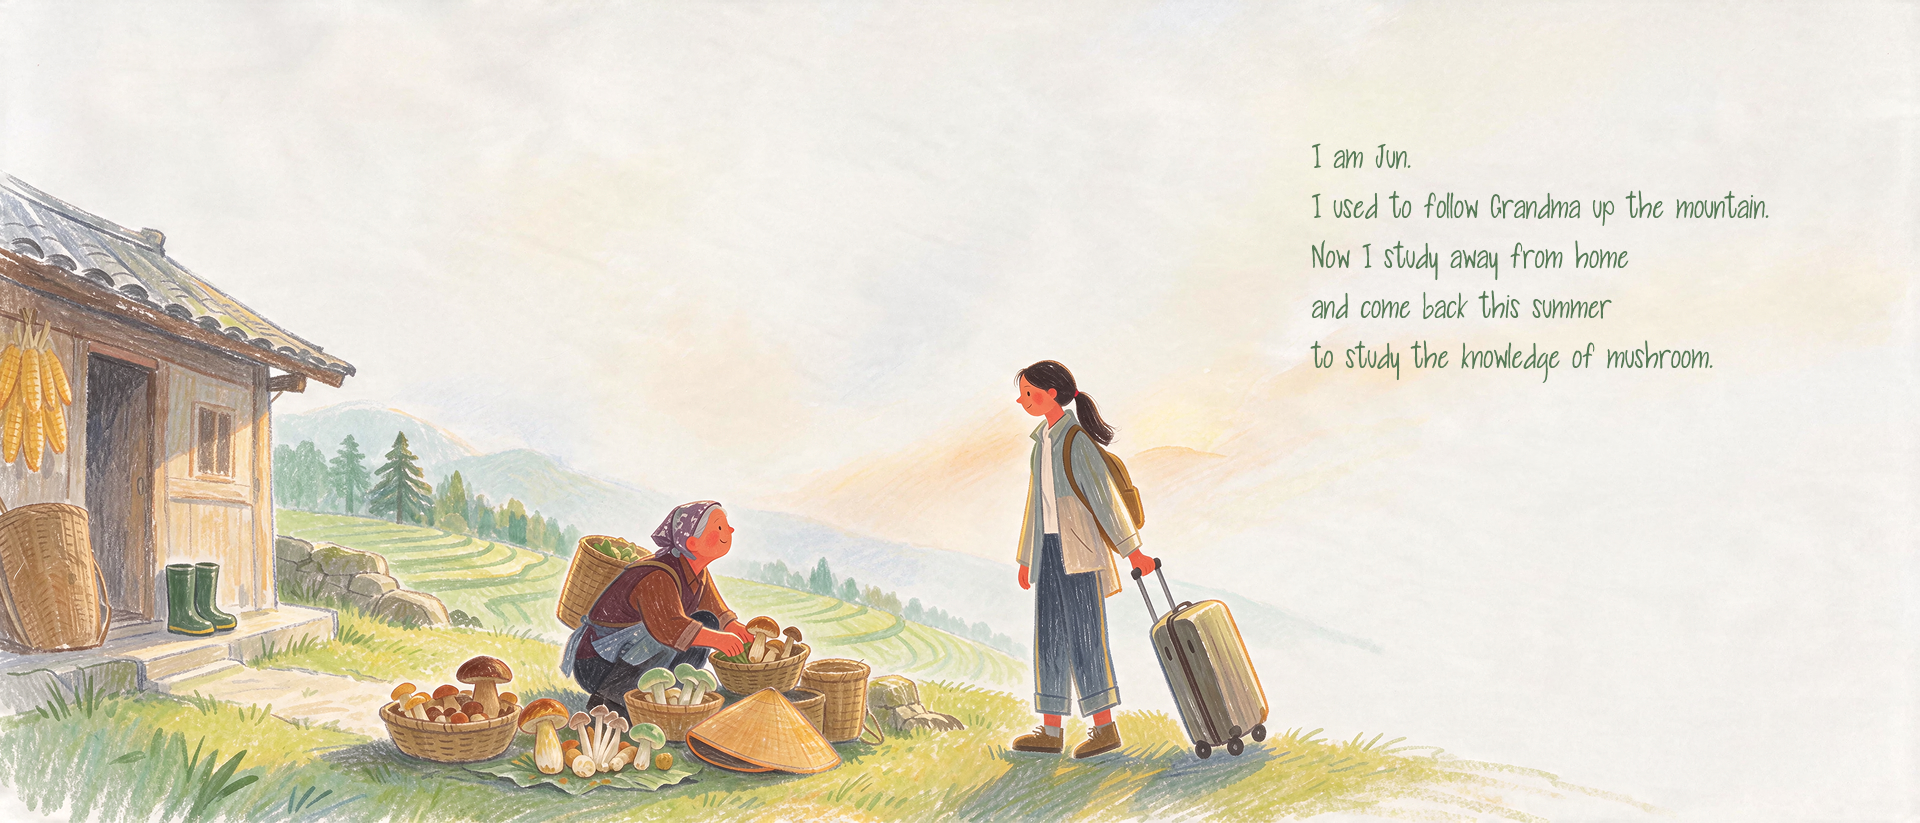 I am Jun.
I used to follow Grandma up the mountain.
Now I study away from home
and come back this summer
to study the knowledge of mushroom.